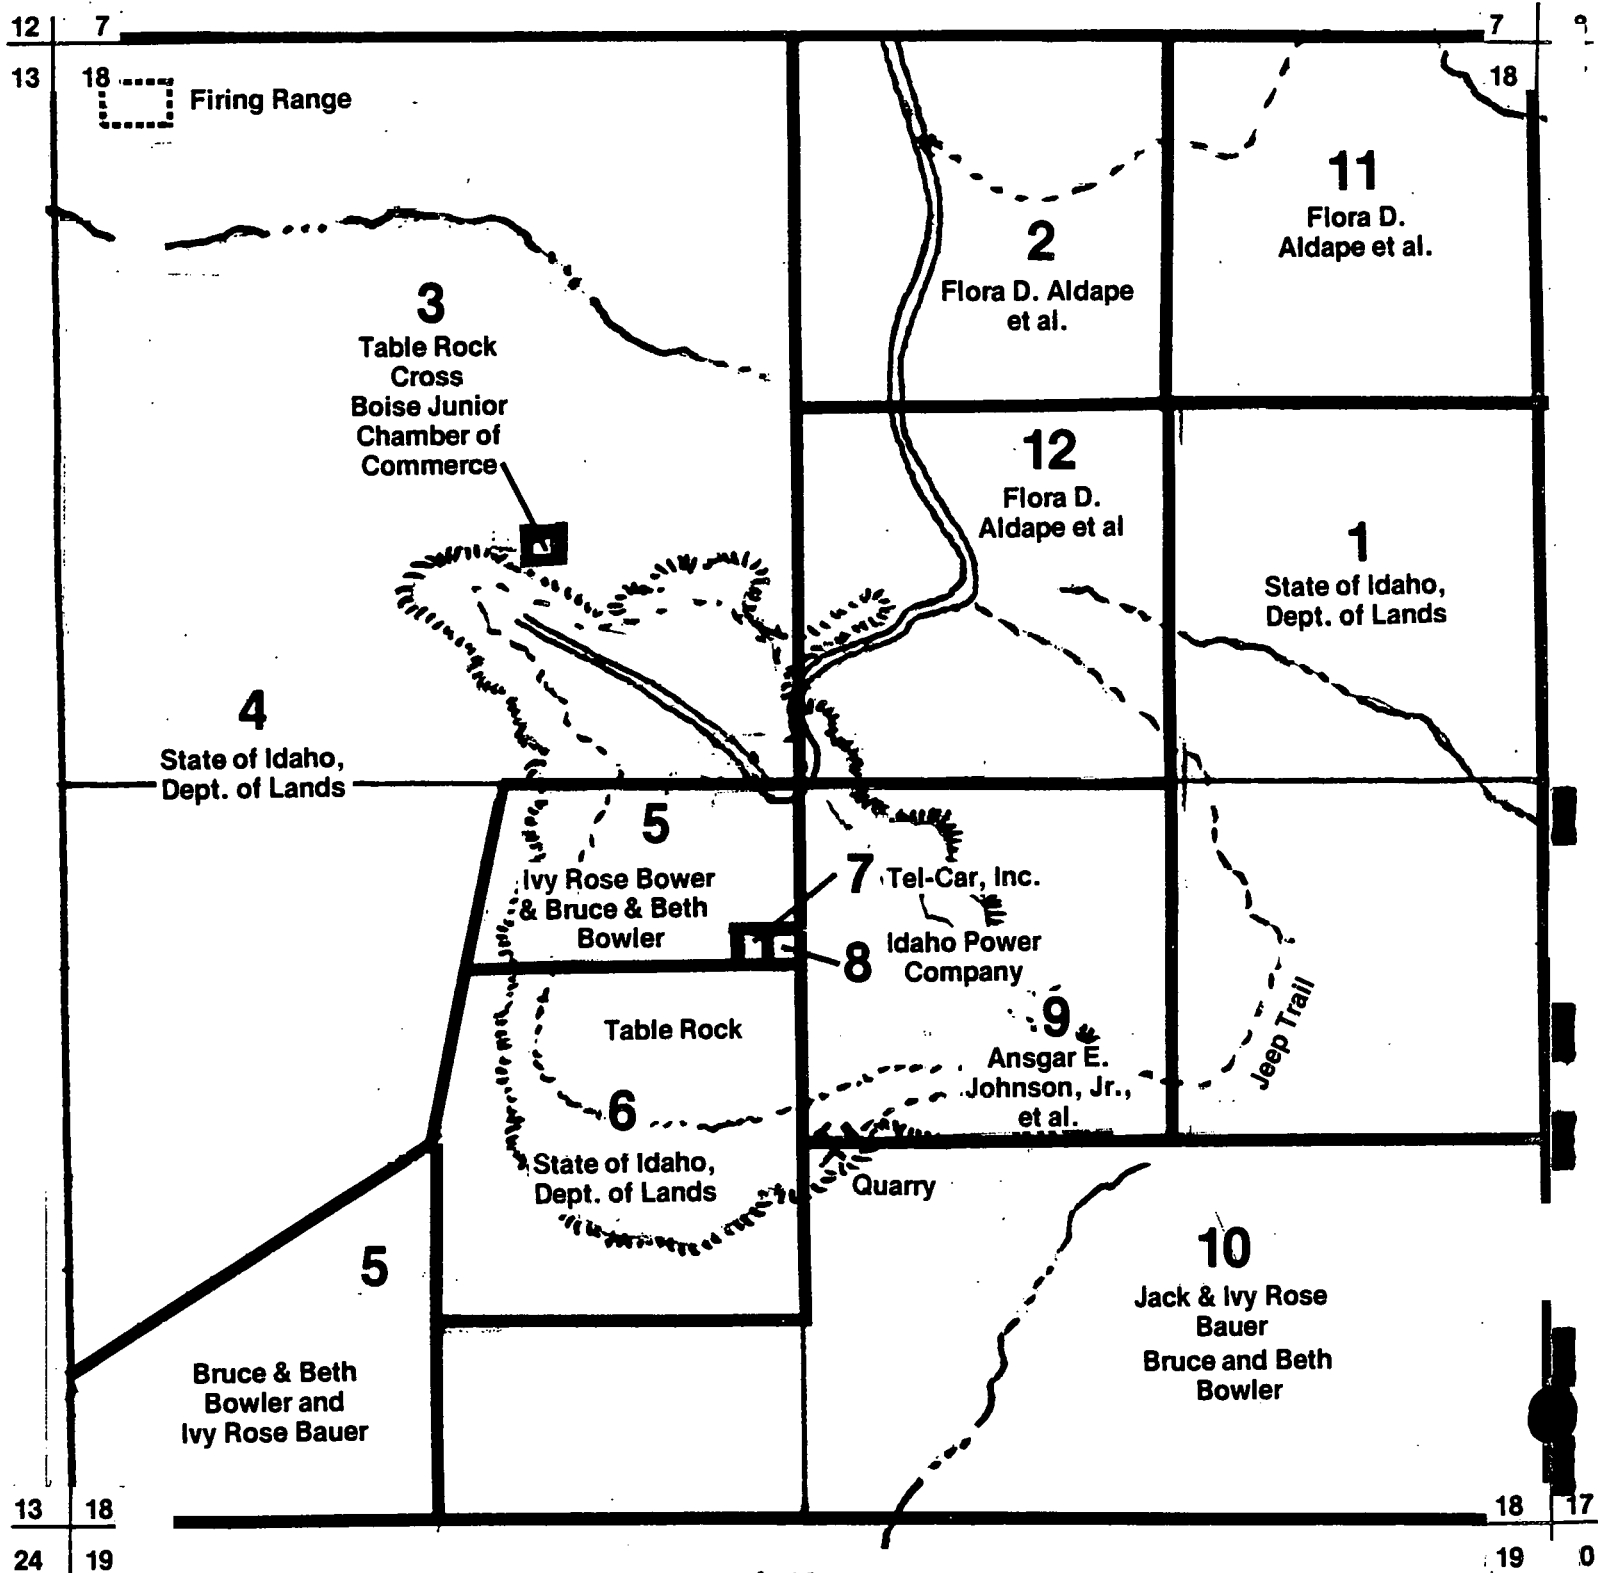 12 7
7 9
13 18
18
Firing Range
11
Flora D.
Aldape et al.
2
Flora D. Aldape
et al.
3
Table Rock
Cross
Boise Junior
Chamber of
Commerce
12
Flora D.
Aldape et al
1
State of Idaho,
Dept. of Lands
4
State of Idaho,
Dept. of Lands
5
Ivy Rose Bower
& Bruce & Beth
Bowler
7 Tel-Car, Inc.
8 Idaho Power
Company
Table Rock
9
Ansgar E.
Johnson, Jr.,
et al.
Jeep Trail
6
State of Idaho,
Dept. of Lands
Quarry
5
Bruce & Beth
Bowler and
Ivy Rose Bauer
10
Jack & Ivy Rose
Bauer
Bruce and Beth
Bowler
13 18
18 17
24 19
19 0